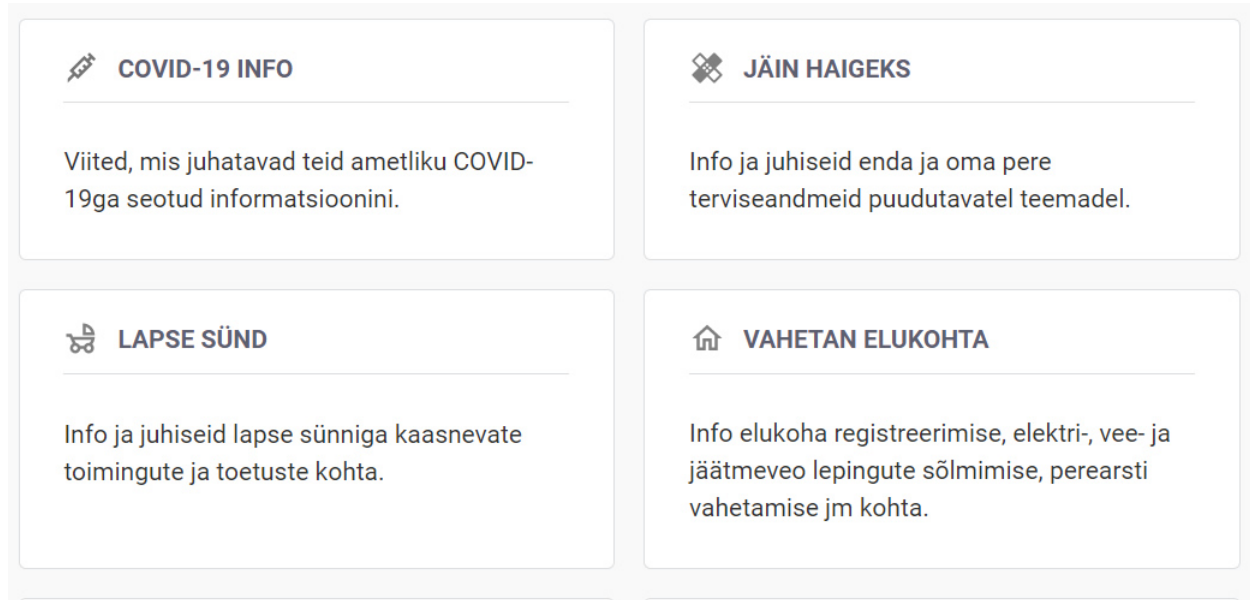 COVID-19 INFO
Viited, mis juhatavad teid ametliku COVID-
19ga seotud informatsioonini.
JÄIN HAIGEKS
Info ja juhiseid enda ja oma pere
terviseandmeid puudutavatel teemadel.
LAPSE SÜND
Info ja juhiseid lapse sünniga kaasnevate
toimingute ja toetuste kohta.
VAHETAN ELUKOHTA
Info elukoha registreerimise, elektri-, vee- ja
jäätmeveo lepingute sõlmimise, perearsti
vahetamise jm kohta.